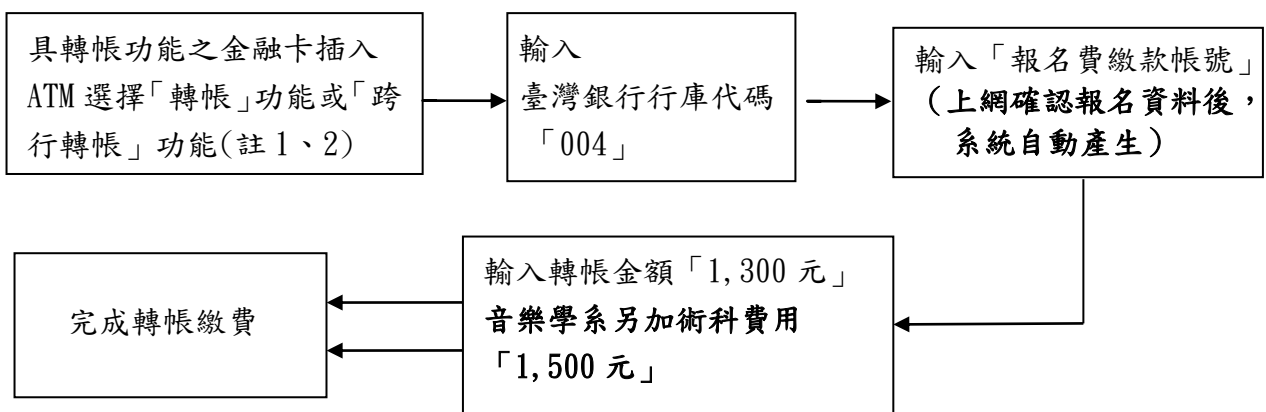 具轉帳功能之金融卡插入
ATM 選擇「轉帳」功能或「跨
行轉帳」功能(註 1、2)
輸入
臺灣銀行行庫代碼
「004」
輸入「報名費繳款帳號」
(上網確認報名資料後，
系統自動產生)
輸入轉帳金額「1,300 元」
音樂學系另加術科費用
「1,500 元」
完成轉帳繳費